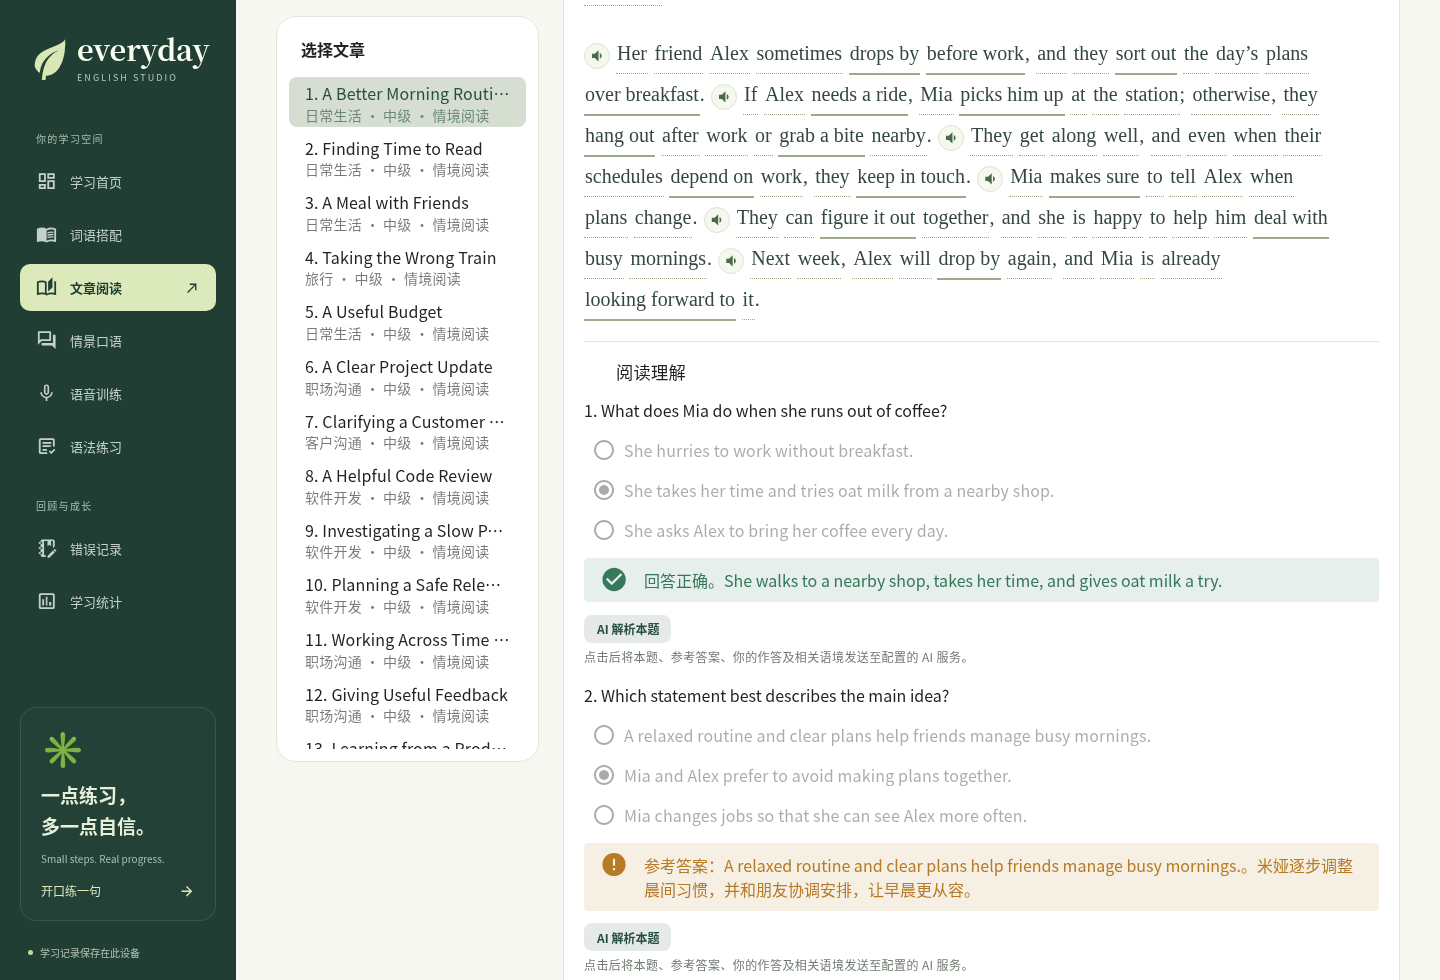 everyday
ENGLISH STUDIO
你的学习空间
学习首页
词语搭配
文章阅读
情景口语
语音训练
语法练习
回顾与成长
错误记录
学习统计
一点练习，
多一点自信。
Small steps. Real progress.
开口练一句
学习记录保存在此设备
选择文章
1. A Better Morning Routi···
日常生活 · 中级 · 情境阅读
2. Finding Time to Read
日常生活 · 中级 · 情境阅读
3. A Meal with Friends
日常生活 · 中级 · 情境阅读
4. Taking the Wrong Train
旅行 · 中级 · 情境阅读
5. A Useful Budget
日常生活 · 中级 · 情境阅读
6. A Clear Project Update
职场沟通 · 中级 · 情境阅读
7. Clarifying a Customer ···
客户沟通 · 中级 · 情境阅读
8. A Helpful Code Review
软件开发 · 中级 · 情境阅读
9. Investigating a Slow P···
软件开发 · 中级 · 情境阅读
10. Planning a Safe Rele···
软件开发 · 中级 · 情境阅读
11. Working Across Time ···
职场沟通 · 中级 · 情境阅读
12. Giving Useful Feedback
职场沟通 · 中级 · 情境阅读
13. Learning from a Prod···
Her friend Alex sometimes drops by before work, and they sort out the day’s plans
over breakfast. If Alex needs a ride, Mia picks him up at the station; otherwise, they
hang out after work or grab a bite nearby. They get along well, and even when their
schedules depend on work, they keep in touch. Mia makes sure to tell Alex when
plans change. They can figure it out together, and she is happy to help him deal with
busy mornings. Next week, Alex will drop by again, and Mia is already
looking forward to it.
阅读理解
1. What does Mia do when she runs out of coffee?
She hurries to work without breakfast.
She takes her time and tries oat milk from a nearby shop.
She asks Alex to bring her coffee every day.
回答正确。She walks to a nearby shop, takes her time, and gives oat milk a try.
AI 解析本题
点击后将本题、参考答案、你的作答及相关语境发送至配置的 AI 服务。
2. Which statement best describes the main idea?
A relaxed routine and clear plans help friends manage busy mornings.
Mia and Alex prefer to avoid making plans together.
Mia changes jobs so that she can see Alex more often.
参考答案：A relaxed routine and clear plans help friends manage busy mornings.。米娅逐步调整
晨间习惯，并和朋友协调安排，让早晨更从容。
AI 解析本题
点击后将本题、参考答案、你的作答及相关语境发送至配置的 AI 服务。